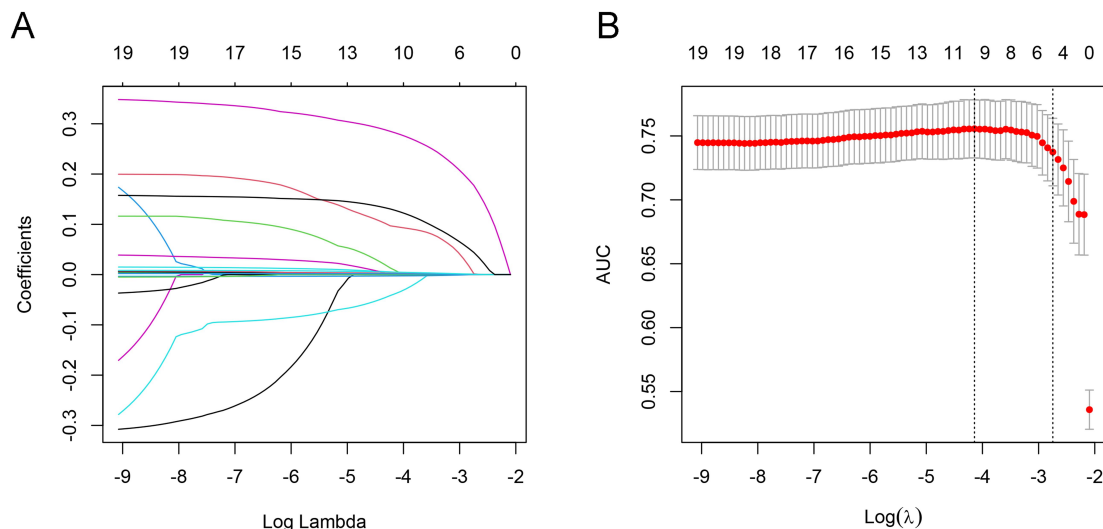 A
19 19 17 15 13 10 6 0
0.3
0.2
0.1
0.0
-0.1
-0.2
-0.3
Coefficients
-9 -8 -7 -6 -5 -4 -3 -2
Log Lambda
B
19 19 18 17 16 15 13 11 9 8 6 4 0
0.75
0.70
0.65
0.60
0.55
AUC
-9 -8 -7 -6 -5 -4 -3 -2
Log(λ)